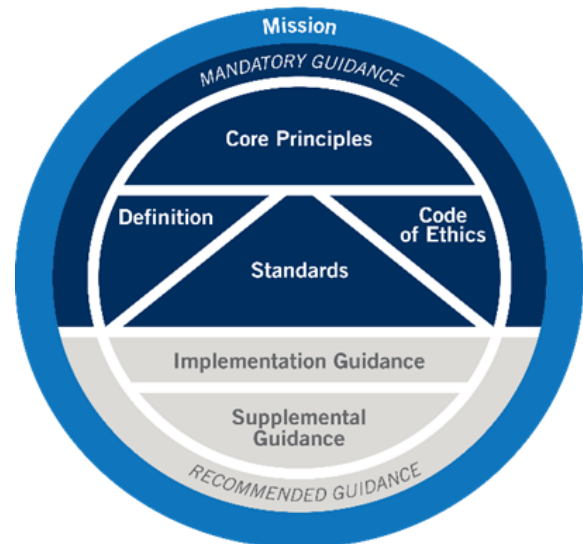 Mission
MANDATORY GUIDANCE
Core Principles
Definition
Code
of Ethics
Standards
Implementation Guidance
Supplemental
Guidance
RECOMMENDED GUIDANCE